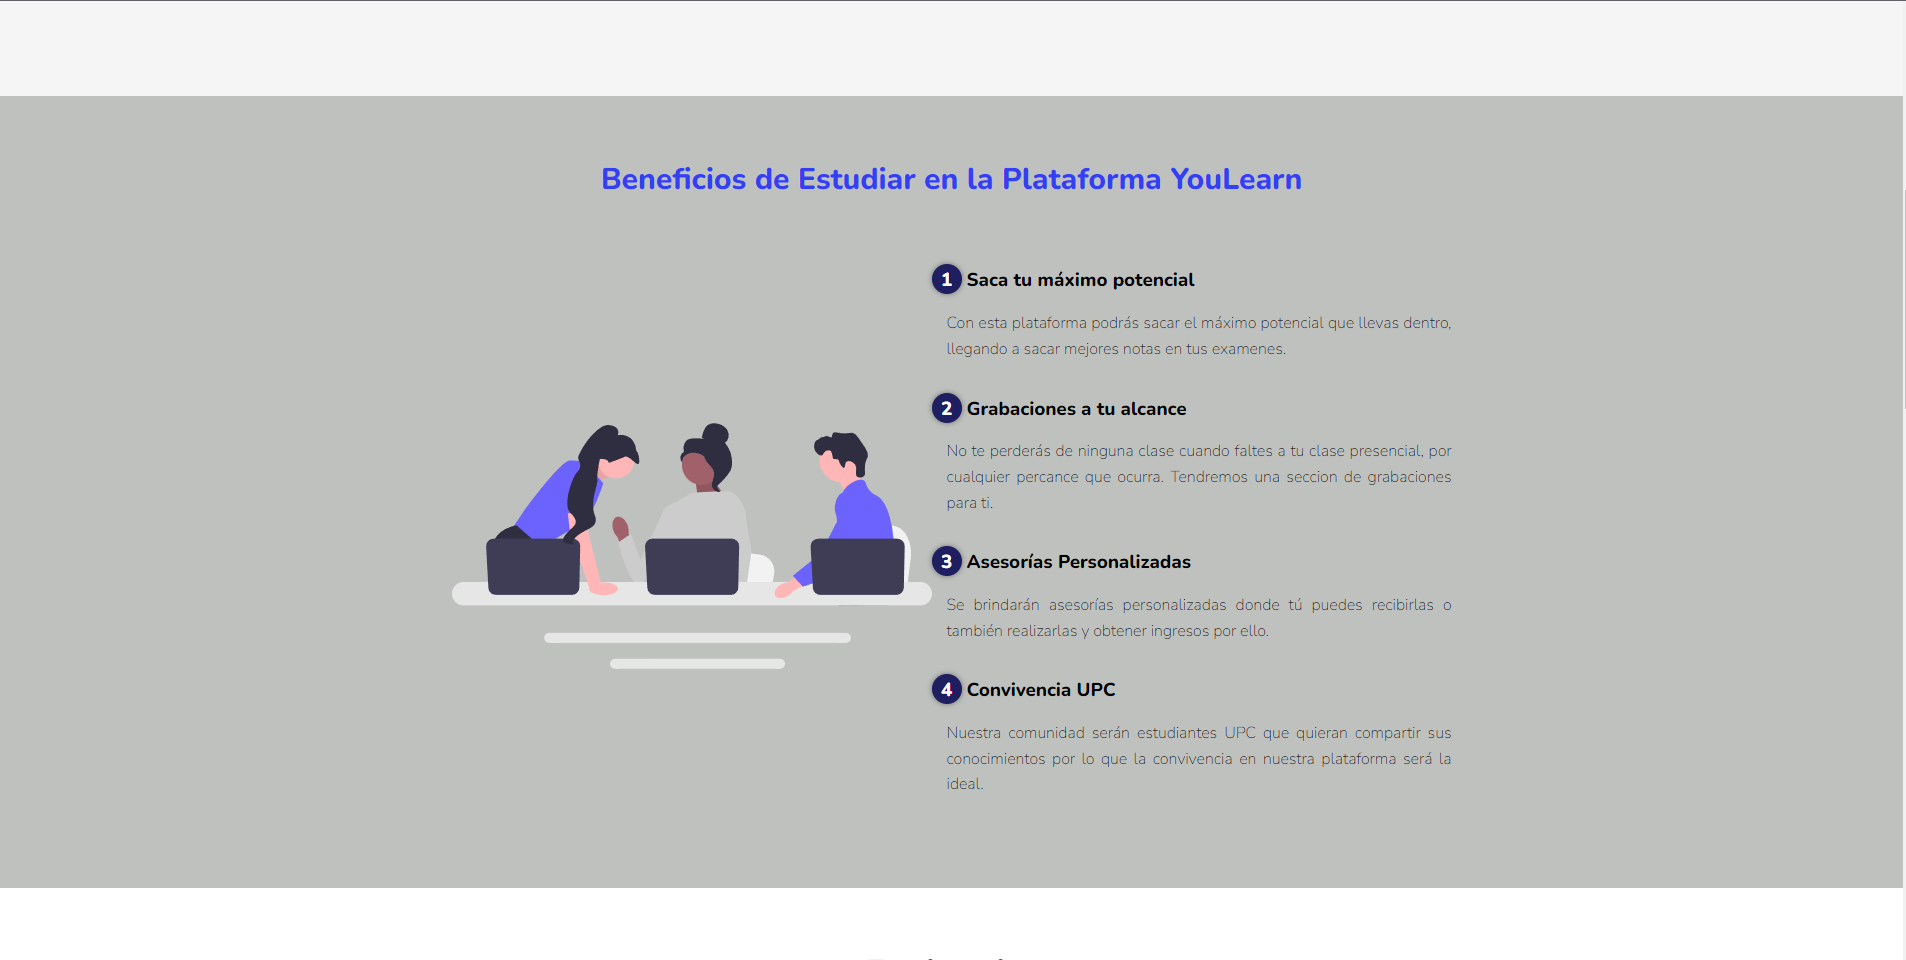 Beneficios de Estudiar en la Plataforma YouLearn
1 Saca tu máximo potencial
Con esta plataforma podrás sacar el máximo potencial que llevas dentro,
llegando a sacar mejores notas en tus examenes.
2 Grabaciones a tu alcance
No te perderás de ninguna clase cuando faltes a tu clase presencial, por
cualquier percance que ocurra. Tendremos una seccion de grabaciones
para ti.
3 Asesorías Personalizadas
Se brindarán asesorías personalizadas donde tú puedes recibirlas o
también realizarlas y obtener ingresos por ello.
4 Convivencia UPC
Nuestra comunidad serán estudiantes UPC que quieran compartir sus
conocimientos por lo que la convivencia en nuestra plataforma será la
ideal.